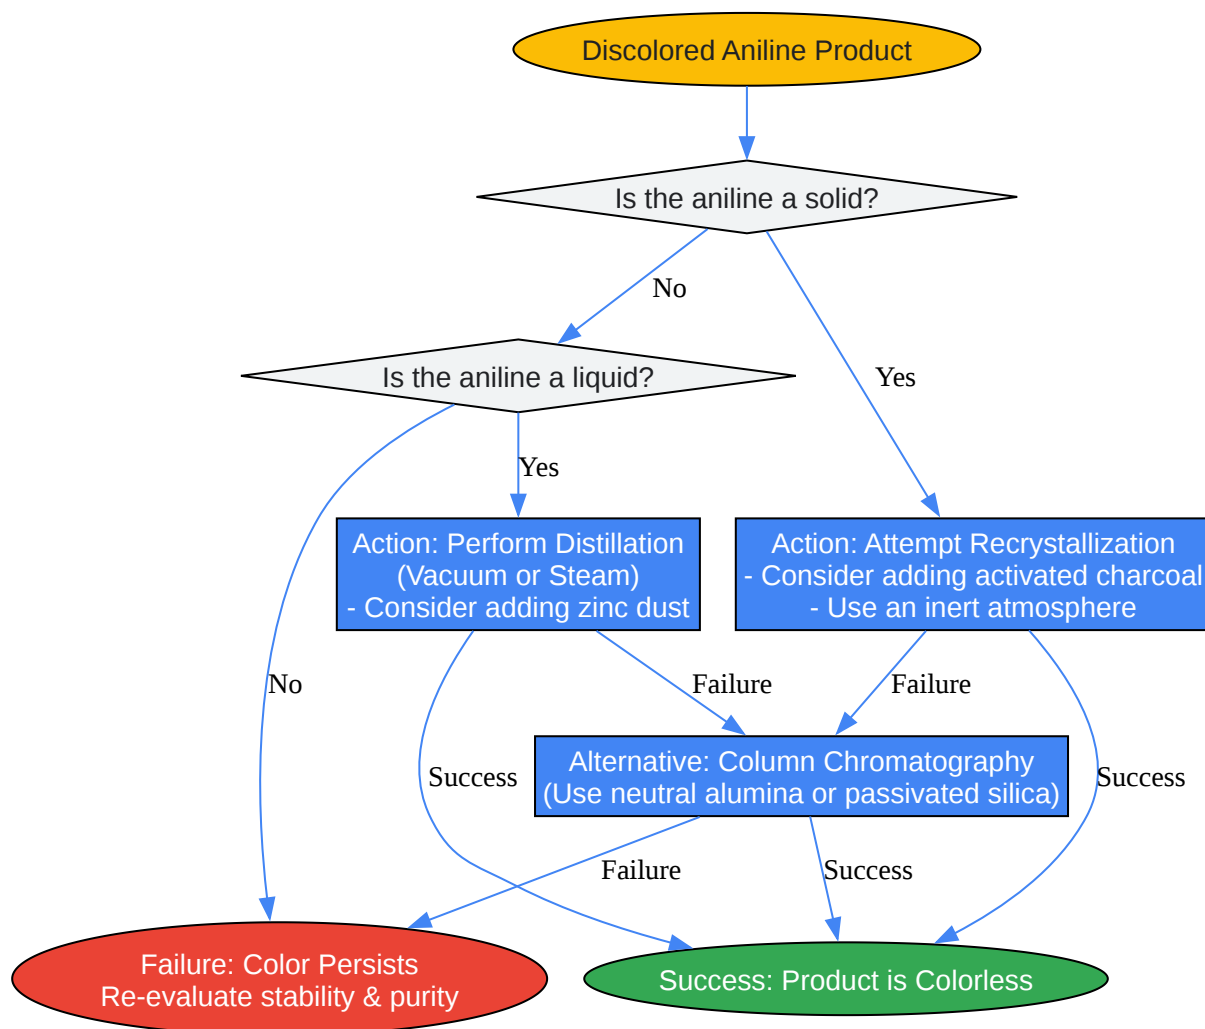 Discolored Aniline Product
Is the aniline a solid?
No
Is the aniline a liquid?
Yes
Yes
Action: Perform Distillation
(Vacuum or Steam)
- Consider adding zinc dust
Action: Attempt Recrystallization
- Consider adding activated charcoal
- Use an inert atmosphere
No
Failure
Failure
Alternative: Column Chromatography
(Use neutral alumina or passivated silica)
Success
Success
Failure
Success
Failure: Color Persists
Re-evaluate stability & purity
Success: Product is Colorless